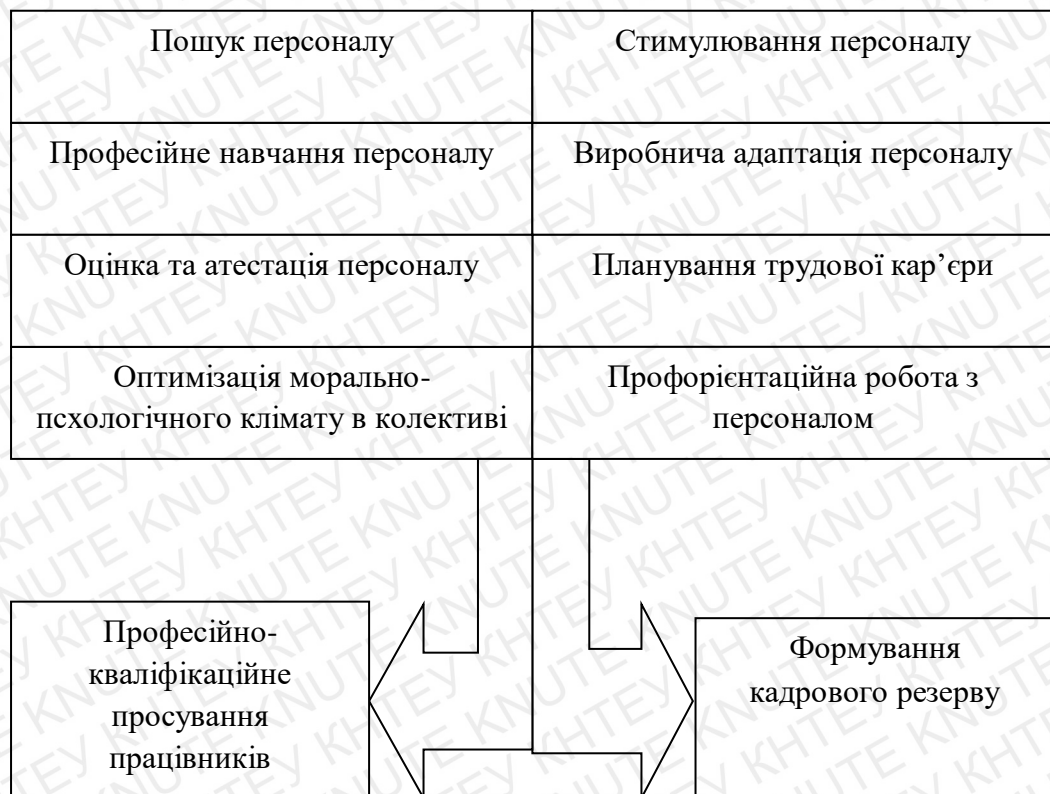 Пошук персоналу
Стимулювання персоналу
Професійне навчання персоналу
Виробнича адаптація персоналу
Оцінка та атестація персоналу
Планування трудової кар’єри
Оптимізація морально-
псхологічного клімату в колективі
Профорієнтаційна робота з
персоналом
Професійно-
кваліфікаційне
просування
працівників
Формування
кадрового резерву